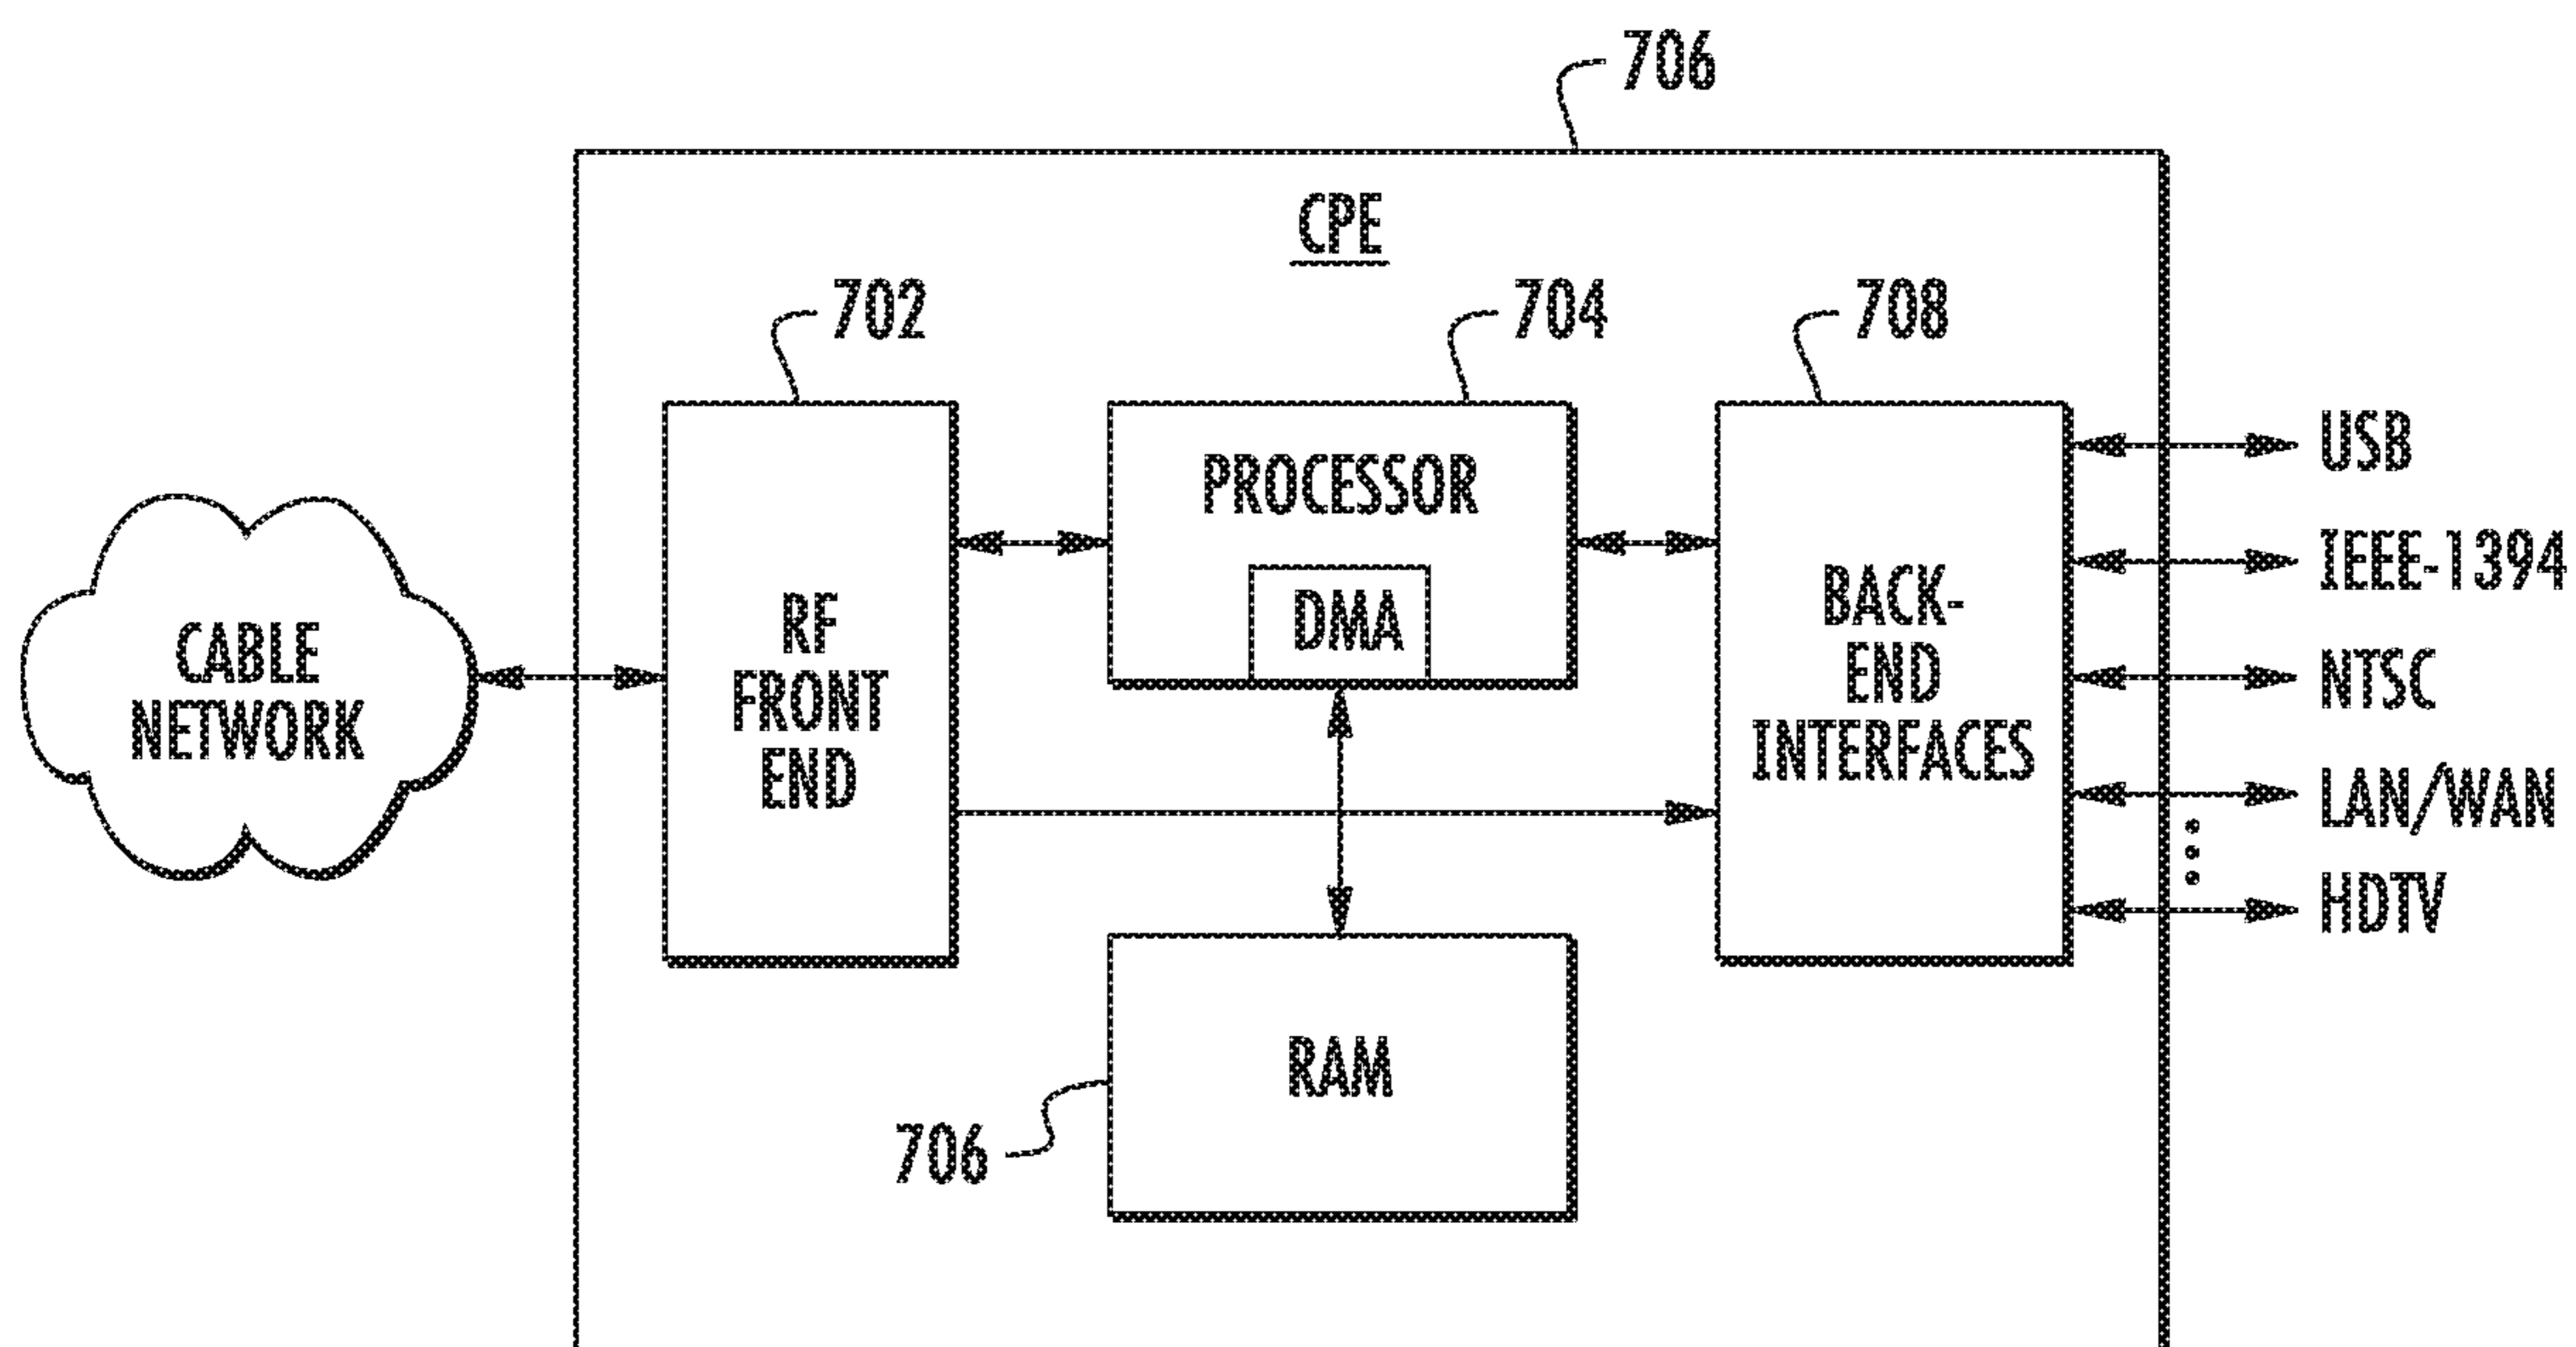 706
CPE
702
704
708
CABLE
NETWORK
RF
FRONT
END
PROCESSOR
DMA
BACK-
END
INTERFACES
USB
IEEE-1394
NTSC
LAN/WAN
HDTV
RAM
706